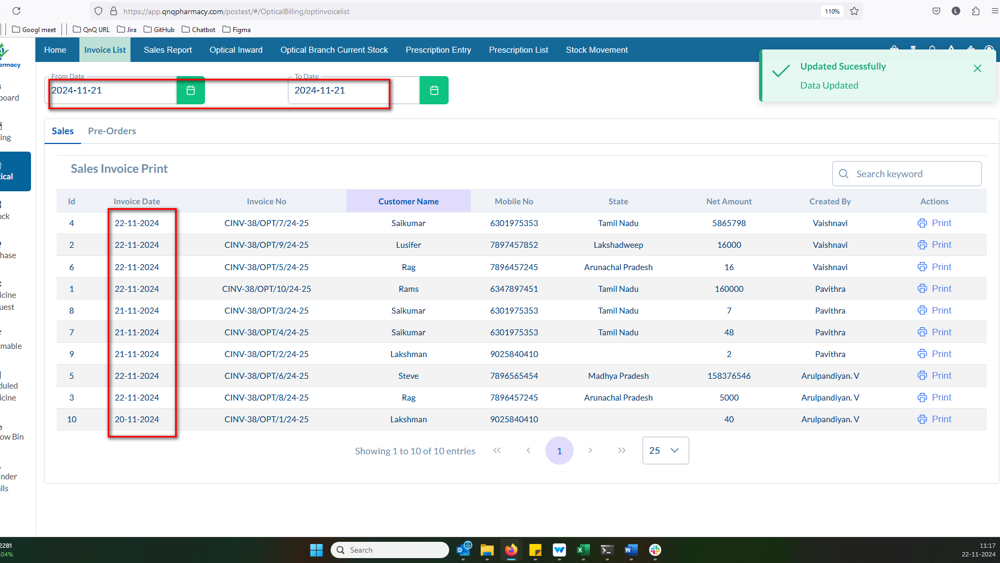 https://app.qnqpharmacy.com/postest/#/OpticalBilling/optinvoicelist
110%
L
Googl meet
QnQ URL
Jira
GitHub
Chatbot
Figma
armacy
Home
Invoice List
Sales Report
Optical Inward
Optical Branch Current Stock
Prescription Entry
Prescription List
Stock Movement
Updated Sucessfully
Data Updated
From Date
2024-11-21
To Date
2024-11-21
board
ing
ical
ock
hase
icine
uest
mable
duled
icine
ow Bin
nder
lls
Sales
Pre-Orders
Sales Invoice Print
Search keyword
Id Invoice Date Invoice No Customer Name Mobile No State Net Amount Created By Actions
4 22-11-2024 CINV-38/OPT/7/24-25 Saikumar 6301975353 Tamil Nadu 5865798 Vaishnavi Print
2 22-11-2024 CINV-38/OPT/9/24-25 Lusifer 7897457852 Lakshadweep 16000 Vaishnavi Print
6 22-11-2024 CINV-38/OPT/5/24-25 Rag 7896457245 Arunachal Pradesh 16 Vaishnavi Print
1 22-11-2024 CINV-38/OPT/10/24-25 Rams 6347897451 Tamil Nadu 160000 Pavithra Print
8 21-11-2024 CINV-38/OPT/3/24-25 Saikumar 6301975353 Tamil Nadu 7 Pavithra Print
7 21-11-2024 CINV-38/OPT/4/24-25 Saikumar 6301975353 Tamil Nadu 48 Pavithra Print
9 21-11-2024 CINV-38/OPT/2/24-25 Lakshman 9025840410 2 Pavithra Print
5 22-11-2024 CINV-38/OPT/6/24-25 Steve 7896565454 Madhya Pradesh 158376546 Arulpandiyan. V Print
3 22-11-2024 CINV-38/OPT/8/24-25 Rag 7896457245 Arunachal Pradesh 5000 Arulpandiyan. V Print
10 20-11-2024 CINV-38/OPT/1/24-25 Lakshman 9025840410 40 Arulpandiyan. V Print
Showing 1 to 10 of 10 entries
1
25
2281
.04%
Search
11:17
22-11-2024